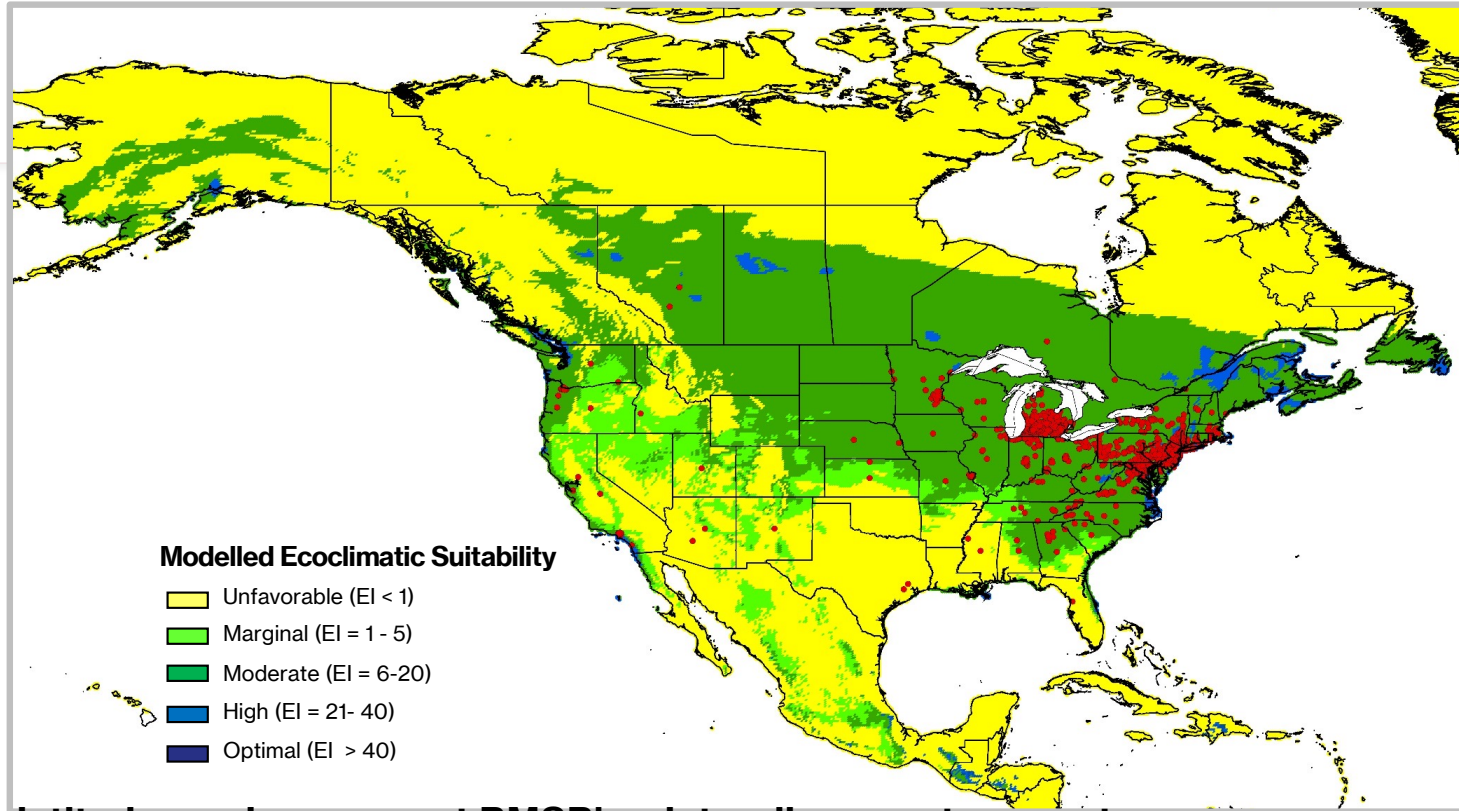 Modelled Ecoclimatic Suitability
Unfavorable (EI < 1)
Marginal (EI = 1 - 5)
Moderate (EI = 6-20)
High (EI = 21- 40)
Optimal (EI > 40)